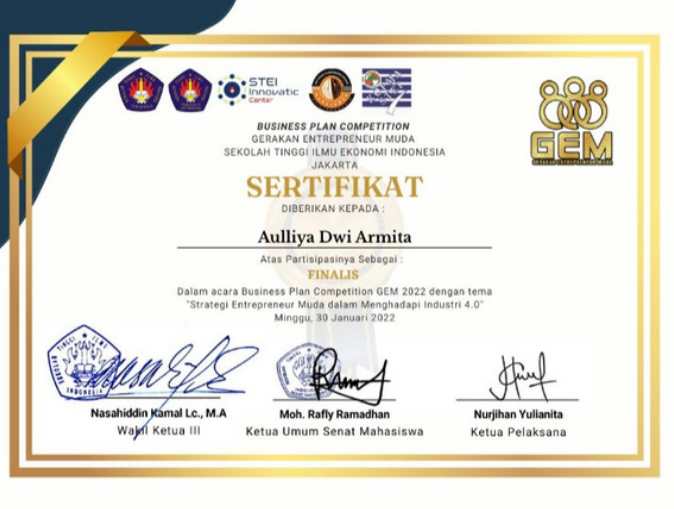 STEI
Innovatic
Center
GEM
GERAKAN ENTREPRENEUR MUDA
BUSINESS PLAN COMPETITION
GERAKAN ENTREPRENEUR MUDA
SEKOLAH TINGGI ILMU EKONOMI INDONESIA
JAKARTA
SERTIFIKAT
DIBERIKAN KEPADA :
Aulliya Dwi Armita
Atas Partisipasinya Sebagai :
FINALIS
Dalam acara Business Plan Competition GEM 2022 dengan tema
"Strategi Entrepreneur Muda dalam Menghadapi Industri 4.0"
Minggu, 30 Januari 2022
TINGGI ILMU
INDONESIA
Nasahiddin Kamal Lc., M.A
Wakil Ketua III
Moh. Rafly Ramadhan
Ketua Umum Senat Mahasiswa
Nurjihan Yulianita
Ketua Pelaksana